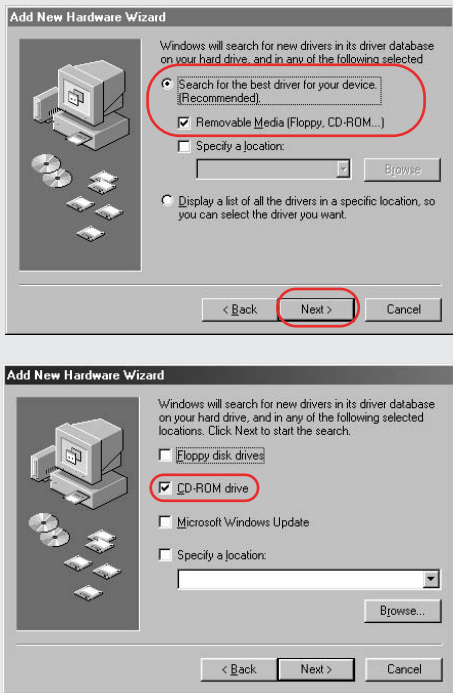 Add New Hardware Wizard
Windows will search for new drivers in its driver database
on your hard drive, and in any of the following selected
Search for the best driver for your device.
(Recommended).
Removable Media (Floppy, CD-ROM...)
Specify a location:
Browse
Display a list of all the drivers in a specific location, so
you can select the driver you want.
< Back
Next >
Cancel
Add New Hardware Wizard
Windows will search for new drivers in its driver database
on your hard drive, and in any of the following selected
locations. Click Next to start the search.
Floppy disk drives
CD-ROM drive
Microsoft Windows Update
Specify a location:
Browse...
< Back
Next >
Cancel